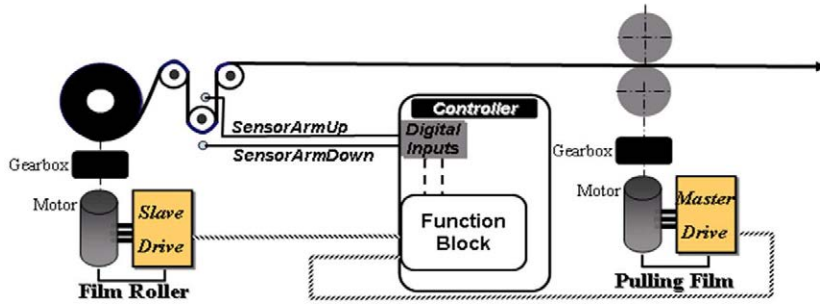 Controller
SensorArmUp
Digital
Inputs
SensorArmDown
Gearbox
Gearbox
Motor
Slave
Drive
Function
Block
Motor
Master
Drive
Film Roller
Pulling Film